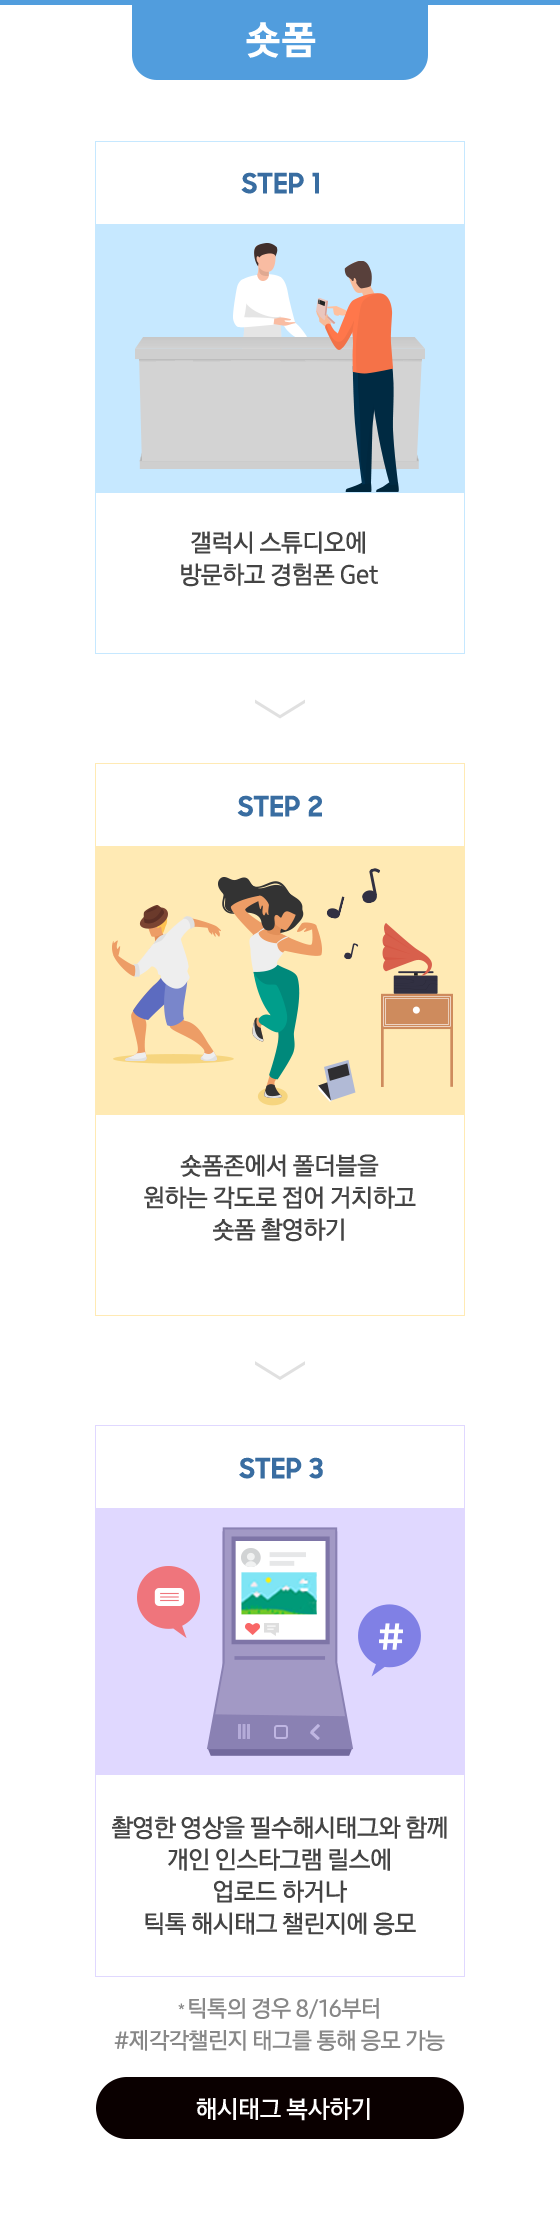 숏폼
STEP 1
갤럭시 스튜디오에
방문하고 경험폰 Get
STEP 2
숏폼존에서 폴더블을
원하는 각도로 접어 거치하고
숏폼 촬영하기
STEP 3
#
촬영한 영상을 필수해시태그와 함께
개인 인스타그램 릴스에
업로드 하거나
틱톡 해시태그 챌린지에 응모
*틱톡의 경우 8/16부터
#제각각챌린지 태그를 통해 응모 가능
해시태그 복사하기